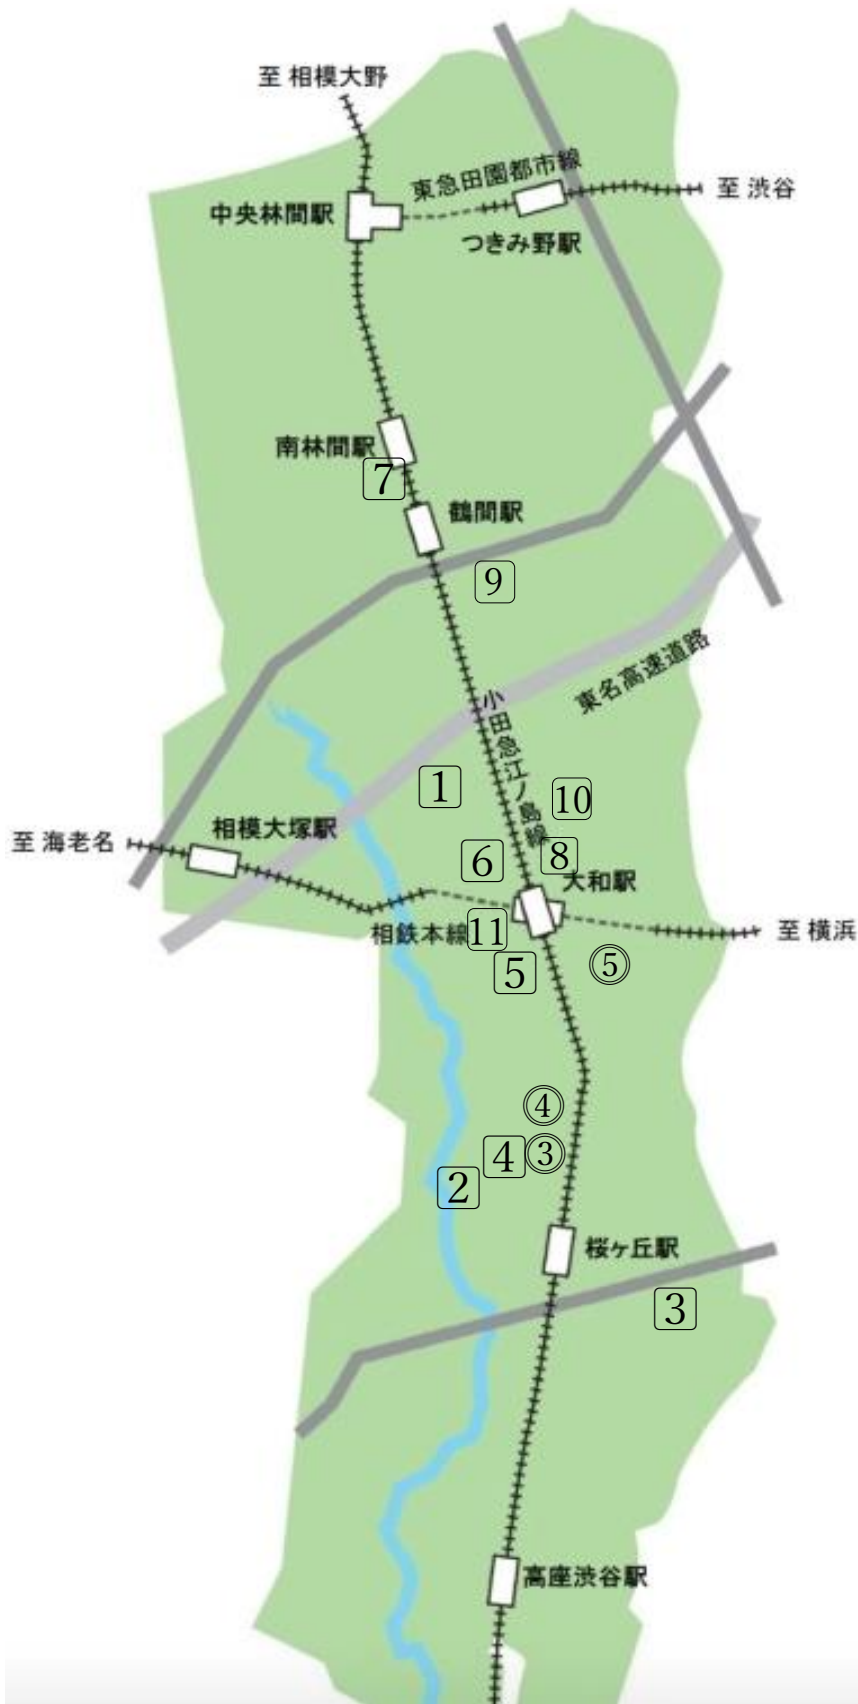 至 相模大野
東急田園都市線
至 渋谷
中央林間駅
つきみ野駅
南林間駅
7
鶴間駅
9
東名高速道路
小田急江ノ島線
1
10
相模大塚駅
至 海老名
6
8
大和駅
相鉄本線
11
至 横浜
5
⑤
④
4
③
2
桜ヶ丘駅
3
高座渋谷駅